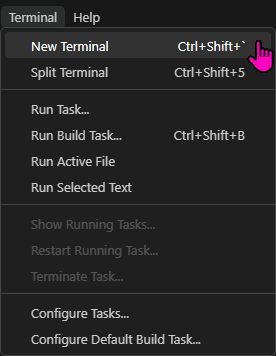 Terminal Help
New Terminal Ctrl+Shift+`
Split Terminal Ctrl+Shift+5
Run Task...
Run Build Task... Ctrl+Shift+B
Run Active File
Run Selected Text
Show Running Tasks...
Restart Running Task...
Terminate Task...
Configure Tasks...
Configure Default Build Task...